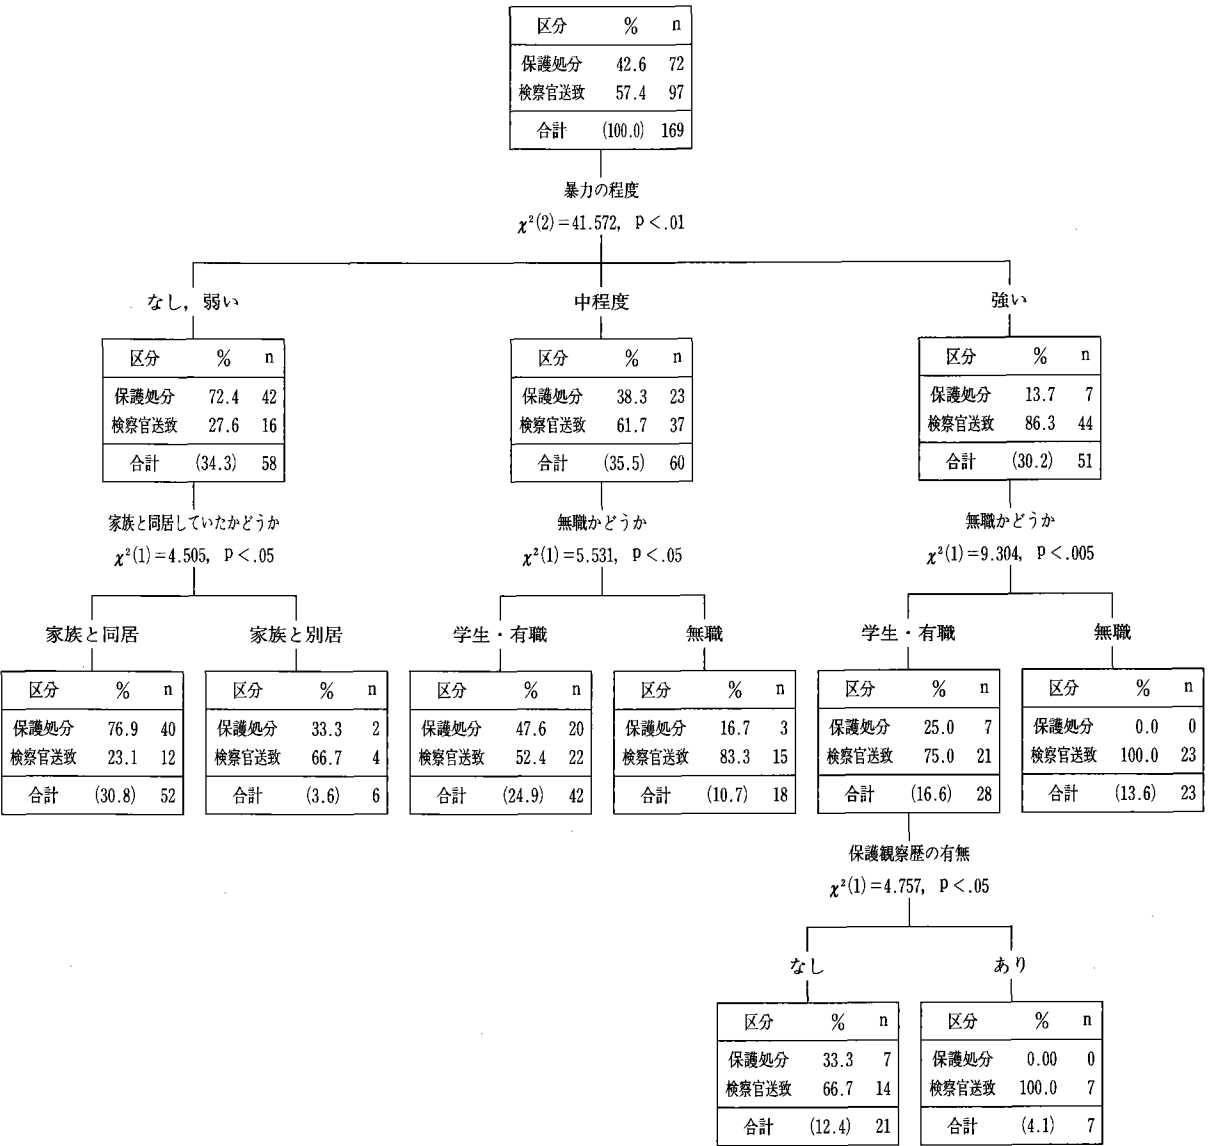 区分 % n
保護処分 42.6 72
検察官送致 57.4 97
合計 (100.0) 169
暴力の程度
χ²(2)=41.572, p<.01
なし，弱い 中程度 強い
区分 % n 区分 % n 区分 % n
保護処分 72.4 42 保護処分 38.3 23 保護処分 13.7 7
検察官送致 27.6 16 検察官送致 61.7 37 検察官送致 86.3 44
合計 (34.3) 58 合計 (35.5) 60 合計 (30.2) 51
家族と同居していたかどうか 無職かどうか 無職かどうか
χ²(1)=4.505, p<.05 χ²(1)=5.531, p<.05 χ²(1)=9.304, p<.005
家族と同居 家族と別居 学生・有職 無職 学生・有職 無職
区分 % n 区分 % n 区分 % n 区分 % n 区分 % n 区分 % n
保護処分 76.9 40 保護処分 33.3 2 保護処分 47.6 20 保護処分 16.7 3 保護処分 25.0 7 保護処分 0.0 0
検察官送致 23.1 12 検察官送致 66.7 4 検察官送致 52.4 22 検察官送致 83.3 15 検察官送致 75.0 21 検察官送致 100.0 23
合計 (30.8) 52 合計 (3.6) 6 合計 (24.9) 42 合計 (10.7) 18 合計 (16.6) 28 合計 (13.6) 23
保護観察歴の有無
χ²(1)=4.757, p<.05
なし あり
区分 % n 区分 % n
保護処分 33.3 7 保護処分 0.00 0
検察官送致 66.7 14 検察官送致 100.0 7
合計 (12.4) 21 合計 (4.1) 7